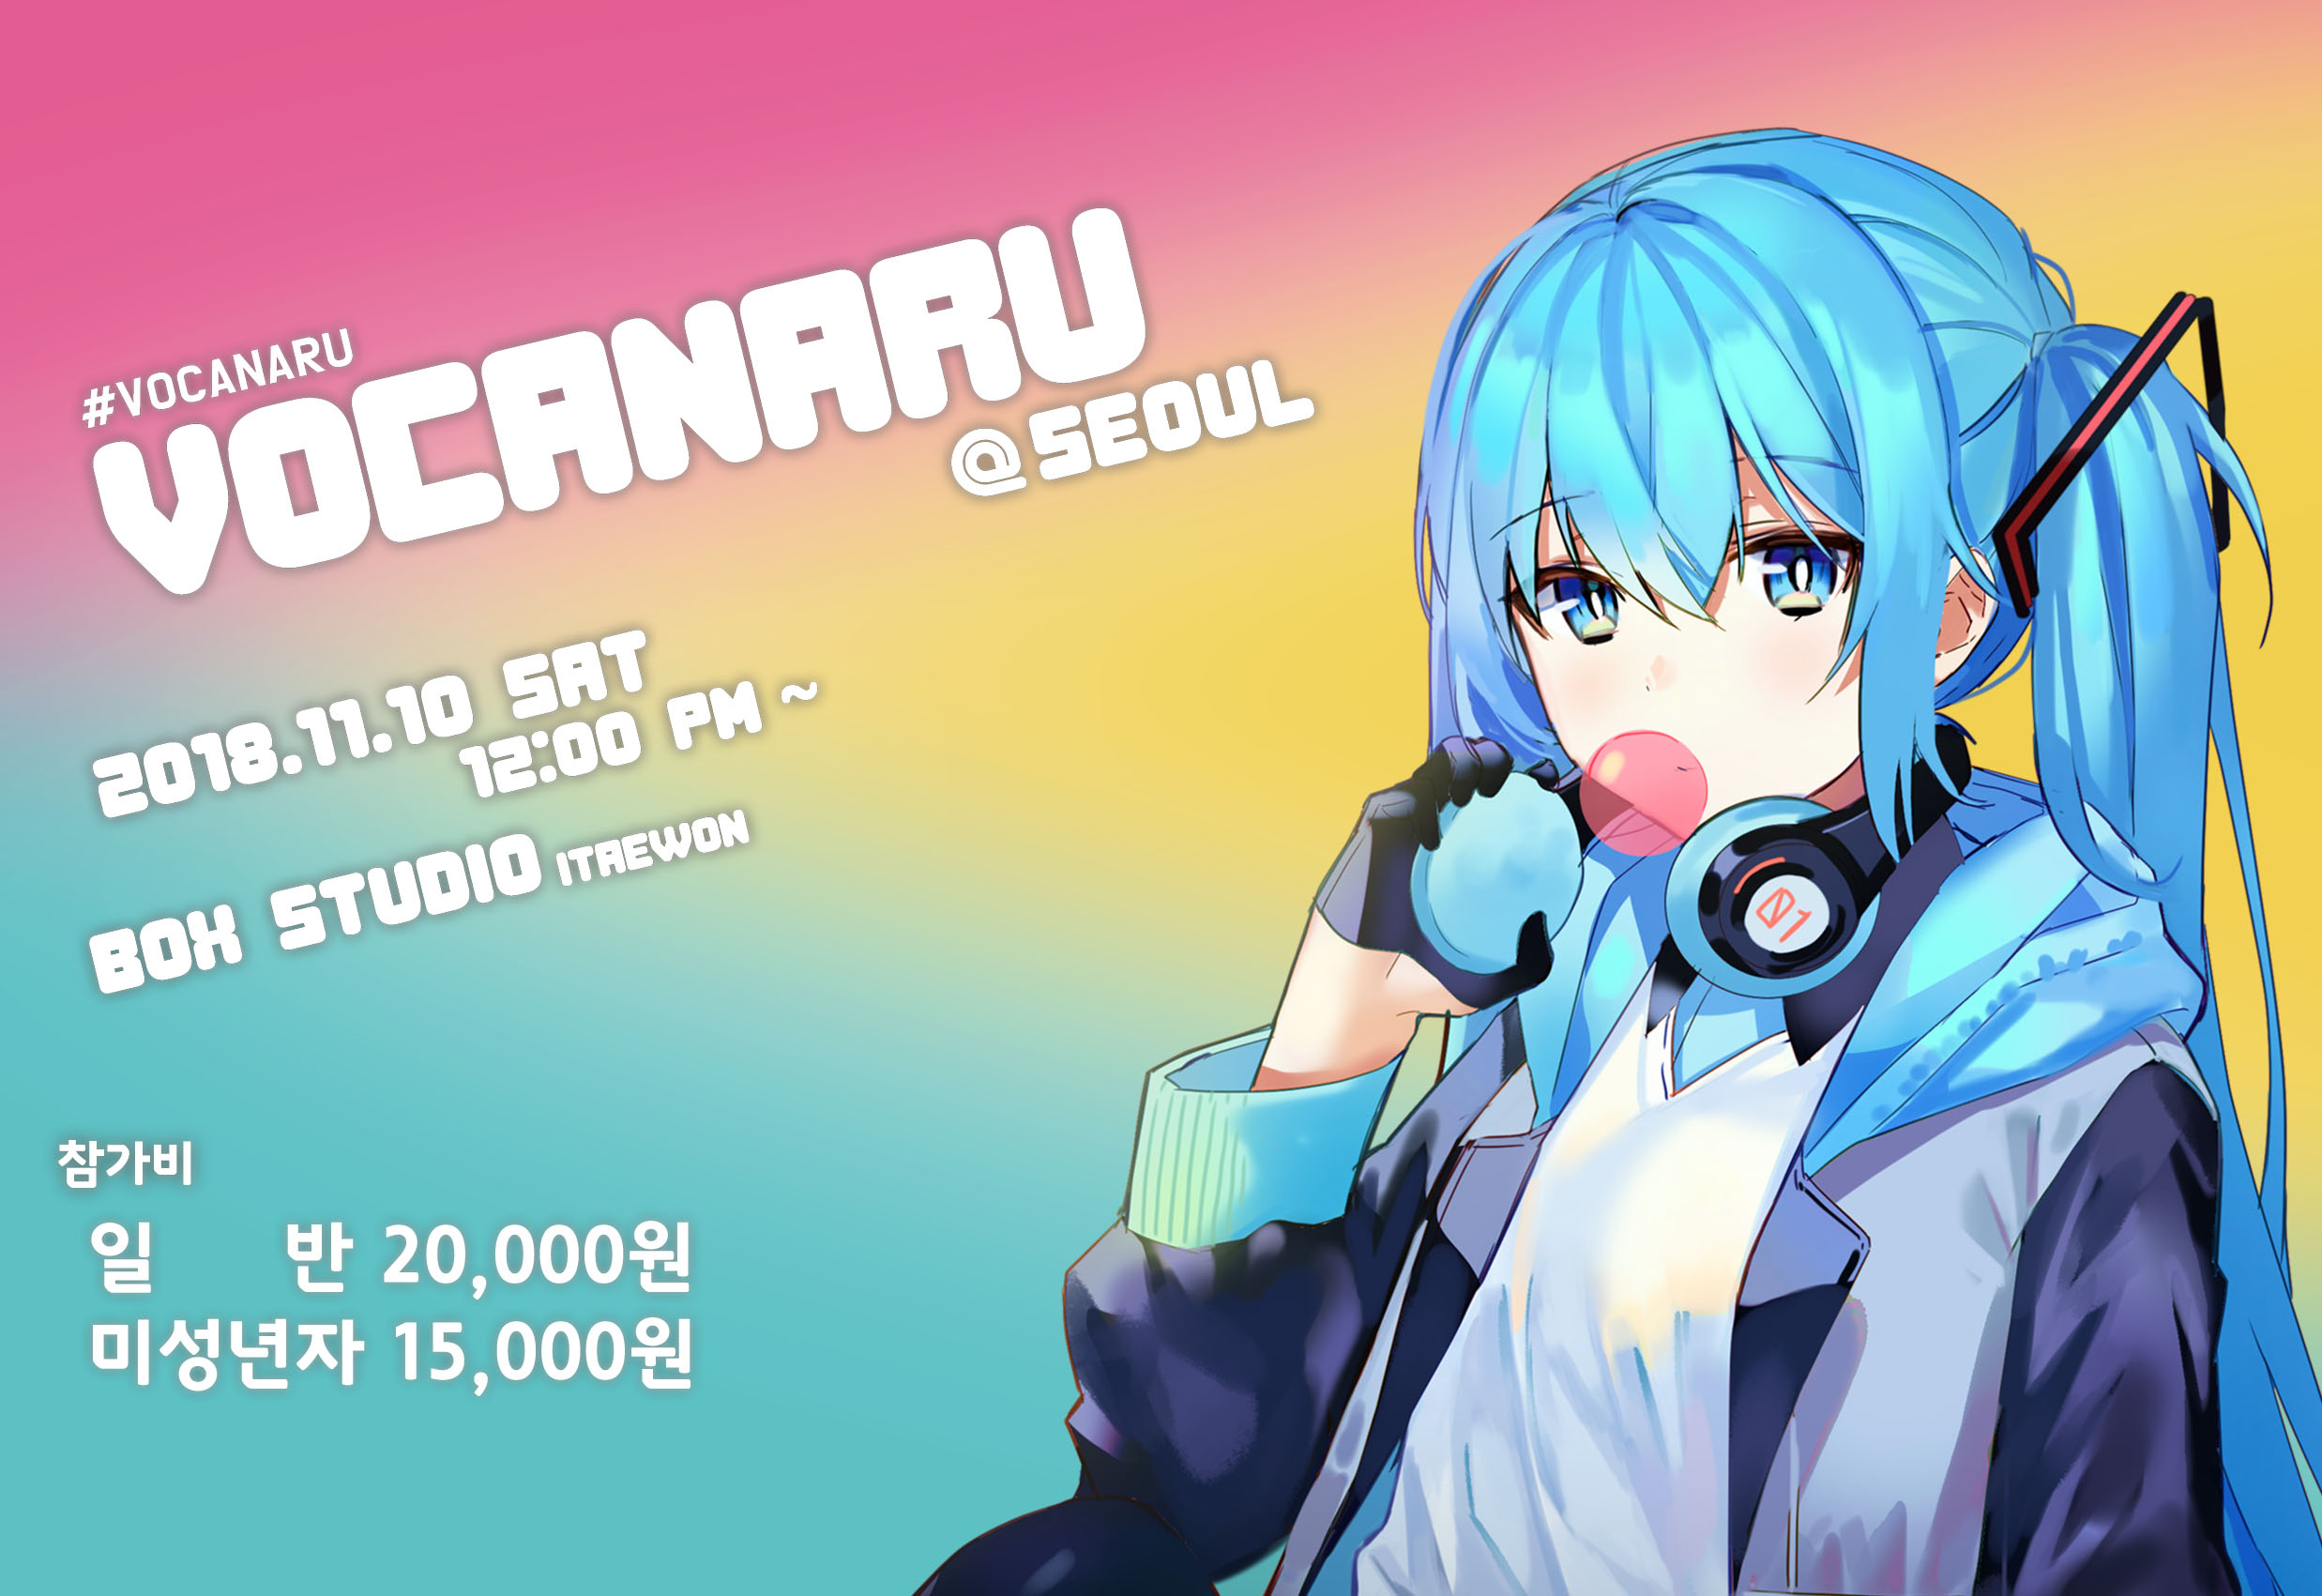 #VOCANARU
VOCANARU
@SEOUL
2018.11.10 SAT
12:00 PM ~
BOX STUDIO ITAEWON
참가비
일 반 20,000원
미성년자 15,000원
01